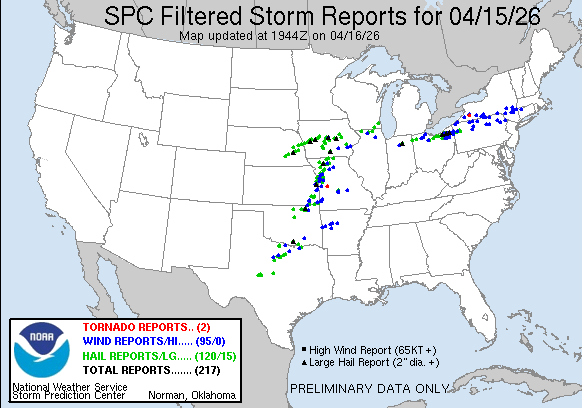 SPC Filtered Storm Reports for 04/15/26
Map updated at 1944Z on 04/16/26
NOAA
TORNADO REPORTS.. (2)
WIND REPORTS/HI..... (95/0)
HAIL REPORTS/LG..... (120/15)
TOTAL REPORTS....... (217)
National Weather Service
Storm Prediction Center Norman, Oklahoma
High Wind Report (65KT +)
Large Hail Report (2" dia. +)
PRELIMINARY DATA ONLY